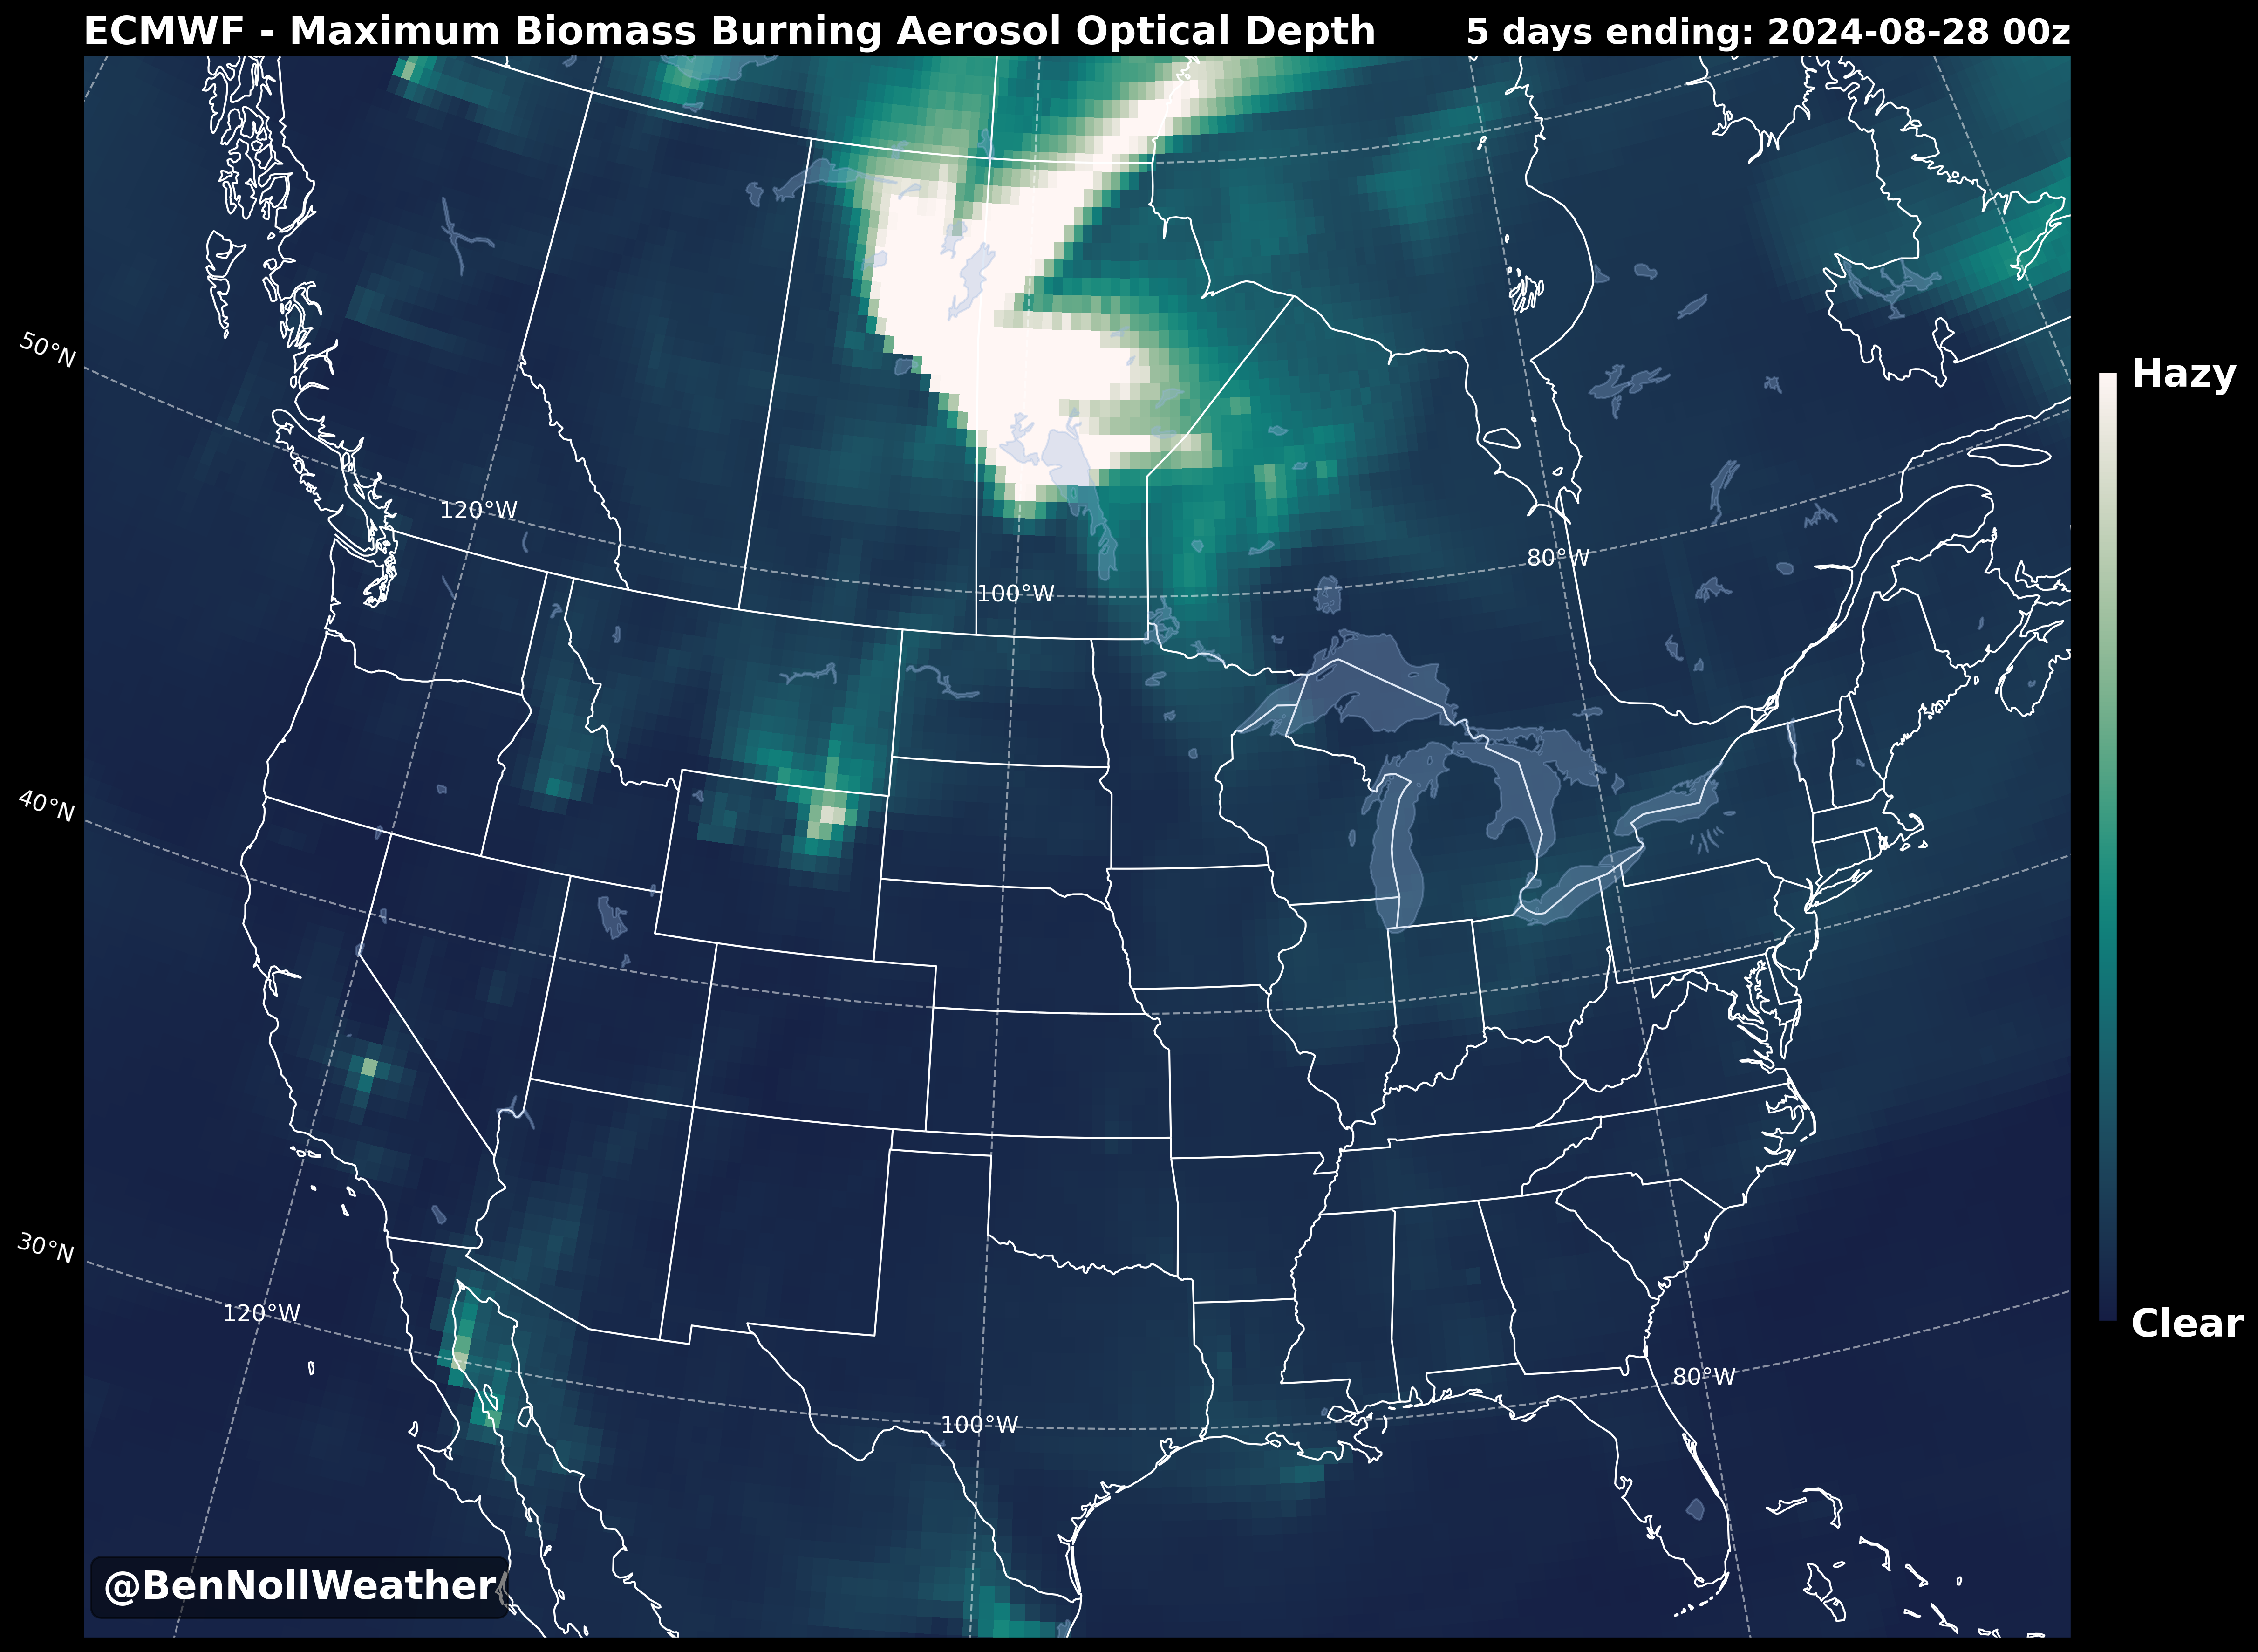 ECMWF - Maximum Biomass Burning Aerosol Optical Depth
5 days ending: 2024-08-28 00z
50°N
Hazy
120°W
80°W
100°W
40°N
30°N
120°W
Clear
80°W
100°W
@BenNollWeather